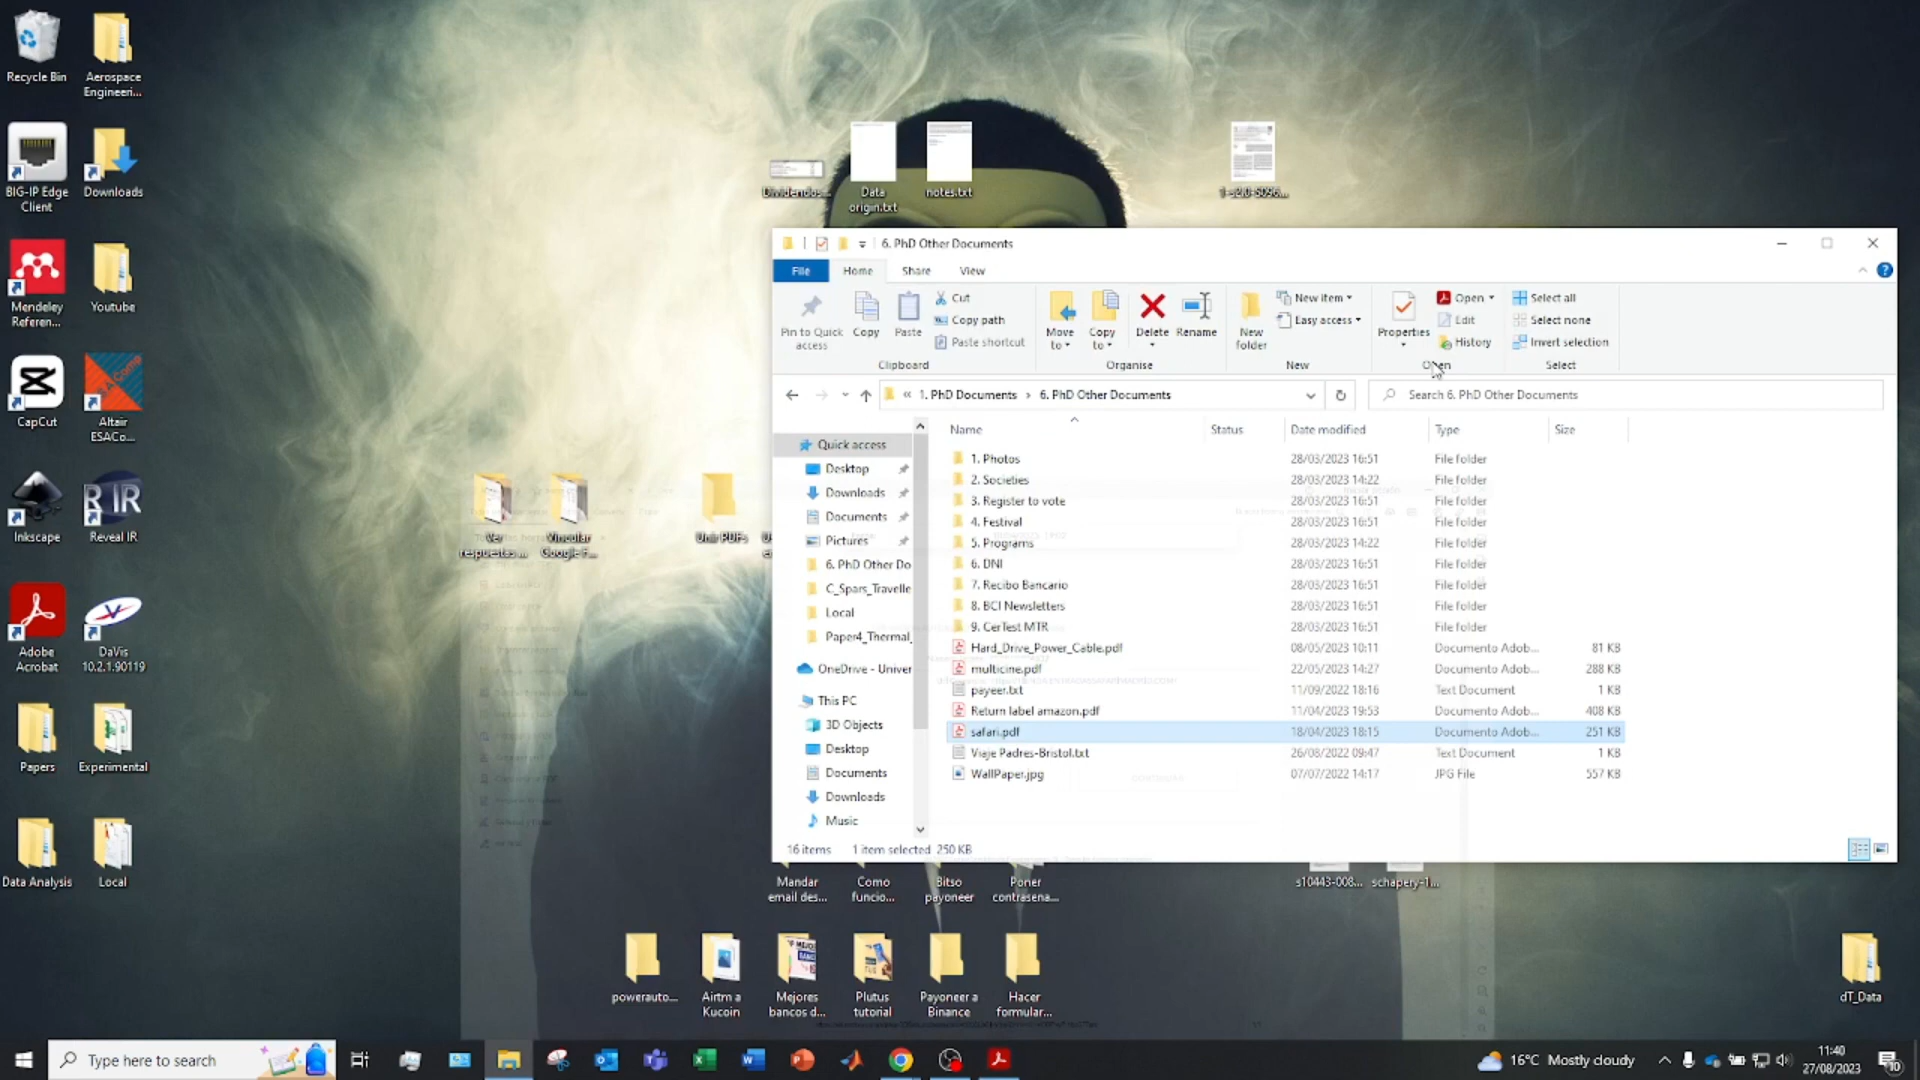 Recycle Bin
Aerospace
Engineeri...
BIG-IP Edge
Client
Downloads
Mendeley
Referen...
Youtube
CapCut
Altair
ESACo...
Inkscape
Reveal IR
Adobe
Acrobat
DaVis
10.2.1.90119
Papers
Experimental
Data Analysis
Local
Dividendos...
Data
origin.txt
notes.txt
1-s2.0-S096...
Ver
respuestas ...
Vincular
Google F...
Unir PDFs
6. PhD Other Documents
File
Home
Share
View
Pin to Quick
access
Copy
Paste
Cut
Copy path
Paste shortcut
Clipboard
Move
to
Copy
to
Delete
Rename
Organise
New
folder
New item
Easy access
New
Properties
Open
Edit
History
Open
Select all
Select none
Invert selection
Select
« 1. PhD Documents › 6. PhD Other Documents
Search 6. PhD Other Documents
Quick access
Desktop
Downloads
Documents
Pictures
6. PhD Other Do
C_Spars_Travelle
Local
Paper4_Thermal_
OneDrive - Univer
This PC
3D Objects
Desktop
Documents
Downloads
Music
Name Status Date modified Type Size
1. Photos 28/03/2023 16:51 File folder
2. Societies 28/03/2023 14:22 File folder
3. Register to vote 28/03/2023 16:51 File folder
4. Festival 28/03/2023 16:51 File folder
5. Programs 28/03/2023 14:22 File folder
6. DNI 28/03/2023 16:51 File folder
7. Recibo Bancario 28/03/2023 16:51 File folder
8. BCI Newsletters 28/03/2023 16:51 File folder
9. CerTest MTR 28/03/2023 16:51 File folder
Hard_Drive_Power_Cable.pdf 08/05/2023 10:11 Documento Adob... 81 KB
multicine.pdf 22/05/2023 14:27 Documento Adob... 288 KB
payeer.txt 11/09/2022 18:16 Text Document 1 KB
Return label amazon.pdf 11/04/2023 19:53 Documento Adob... 408 KB
safari.pdf 18/04/2023 18:15 Documento Adob... 251 KB
Viaje Padres-Bristol.txt 26/08/2022 09:47 Text Document 1 KB
WallPaper.jpg 07/07/2022 14:17 JPG File 557 KB
16 items 1 item selected 250 KB
Mandar
email des...
Como
funcio...
Bitso
payoneer
Poner
contrasena...
s10443-008...
schapery-1...
powerauto...
Airtm a
Kucoin
Mejores
bancos d...
Plutus
tutorial
Payoneer a
Binance
Hacer
formular...
dT_Data
Type here to search
16°C Mostly cloudy
11:40
27/08/2023